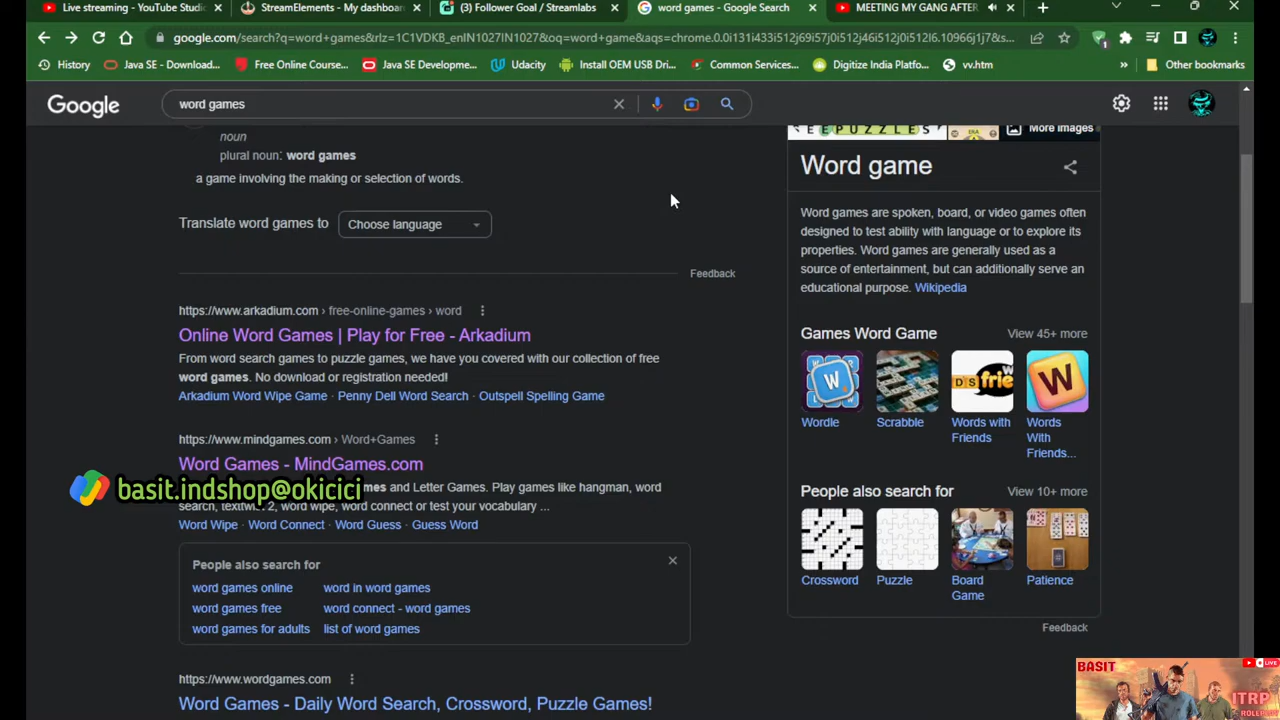 Live streaming - YouTube Studi
StreamElements - My dashboar
(3) Follower Goal / Streamlabs
word games - Google Search
MEETING MY GANG AFTER
google.com/search?q=word+games&rlz=1C1VDKB_enIN1027IN1027&oq=word+game&aqs=chrome.0.0i131i433i512j69i57j0i512j46i512j0i512l6.10966j1j7&s...
History
Java SE - Download...
Free Online Course...
Java SE Developme...
Udacity
Install OEM USB Driv...
Common Services...
Digitize India Platfo...
vv.htm
»
Other bookmarks
Google
word games
noun
plural noun: word games
a game involving the making or selection of words.
Translate word games to
Choose language
Feedback
https://www.arkadium.com › free-online-games › word
Online Word Games | Play for Free - Arkadium
From word search games to puzzle games, we have you covered with our collection of free
word games. No download or registration needed!
Arkadium Word Wipe Game · Penny Dell Word Search · Outspell Spelling Game
https://www.mindgames.com › Word+Games
Word Games - MindGames.com
basit.indshop@okicici
mes and Letter Games. Play games like hangman, word
search, texttwist 2, word wipe, word connect or test your vocabulary ...
Word Wipe · Word Connect · Word Guess · Guess Word
People also search for
word games online
word in word games
word games free
word connect - word games
word games for adults
list of word games
https://www.wordgames.com
Word Games - Daily Word Search, Crossword, Puzzle Games!
EEPUZZLES
More images
Word game
Word games are spoken, board, or video games often
designed to test ability with language or to explore its
properties. Word games are generally used as a
source of entertainment, but can additionally serve an
educational purpose. Wikipedia
Games Word Game
View 45+ more
Wordle
Scrabble
Words with
Friends
Words
With
Friends...
People also search for
View 10+ more
Crossword
Puzzle
Board
Game
Patience
Feedback
BASIT
LIVE
ITRP